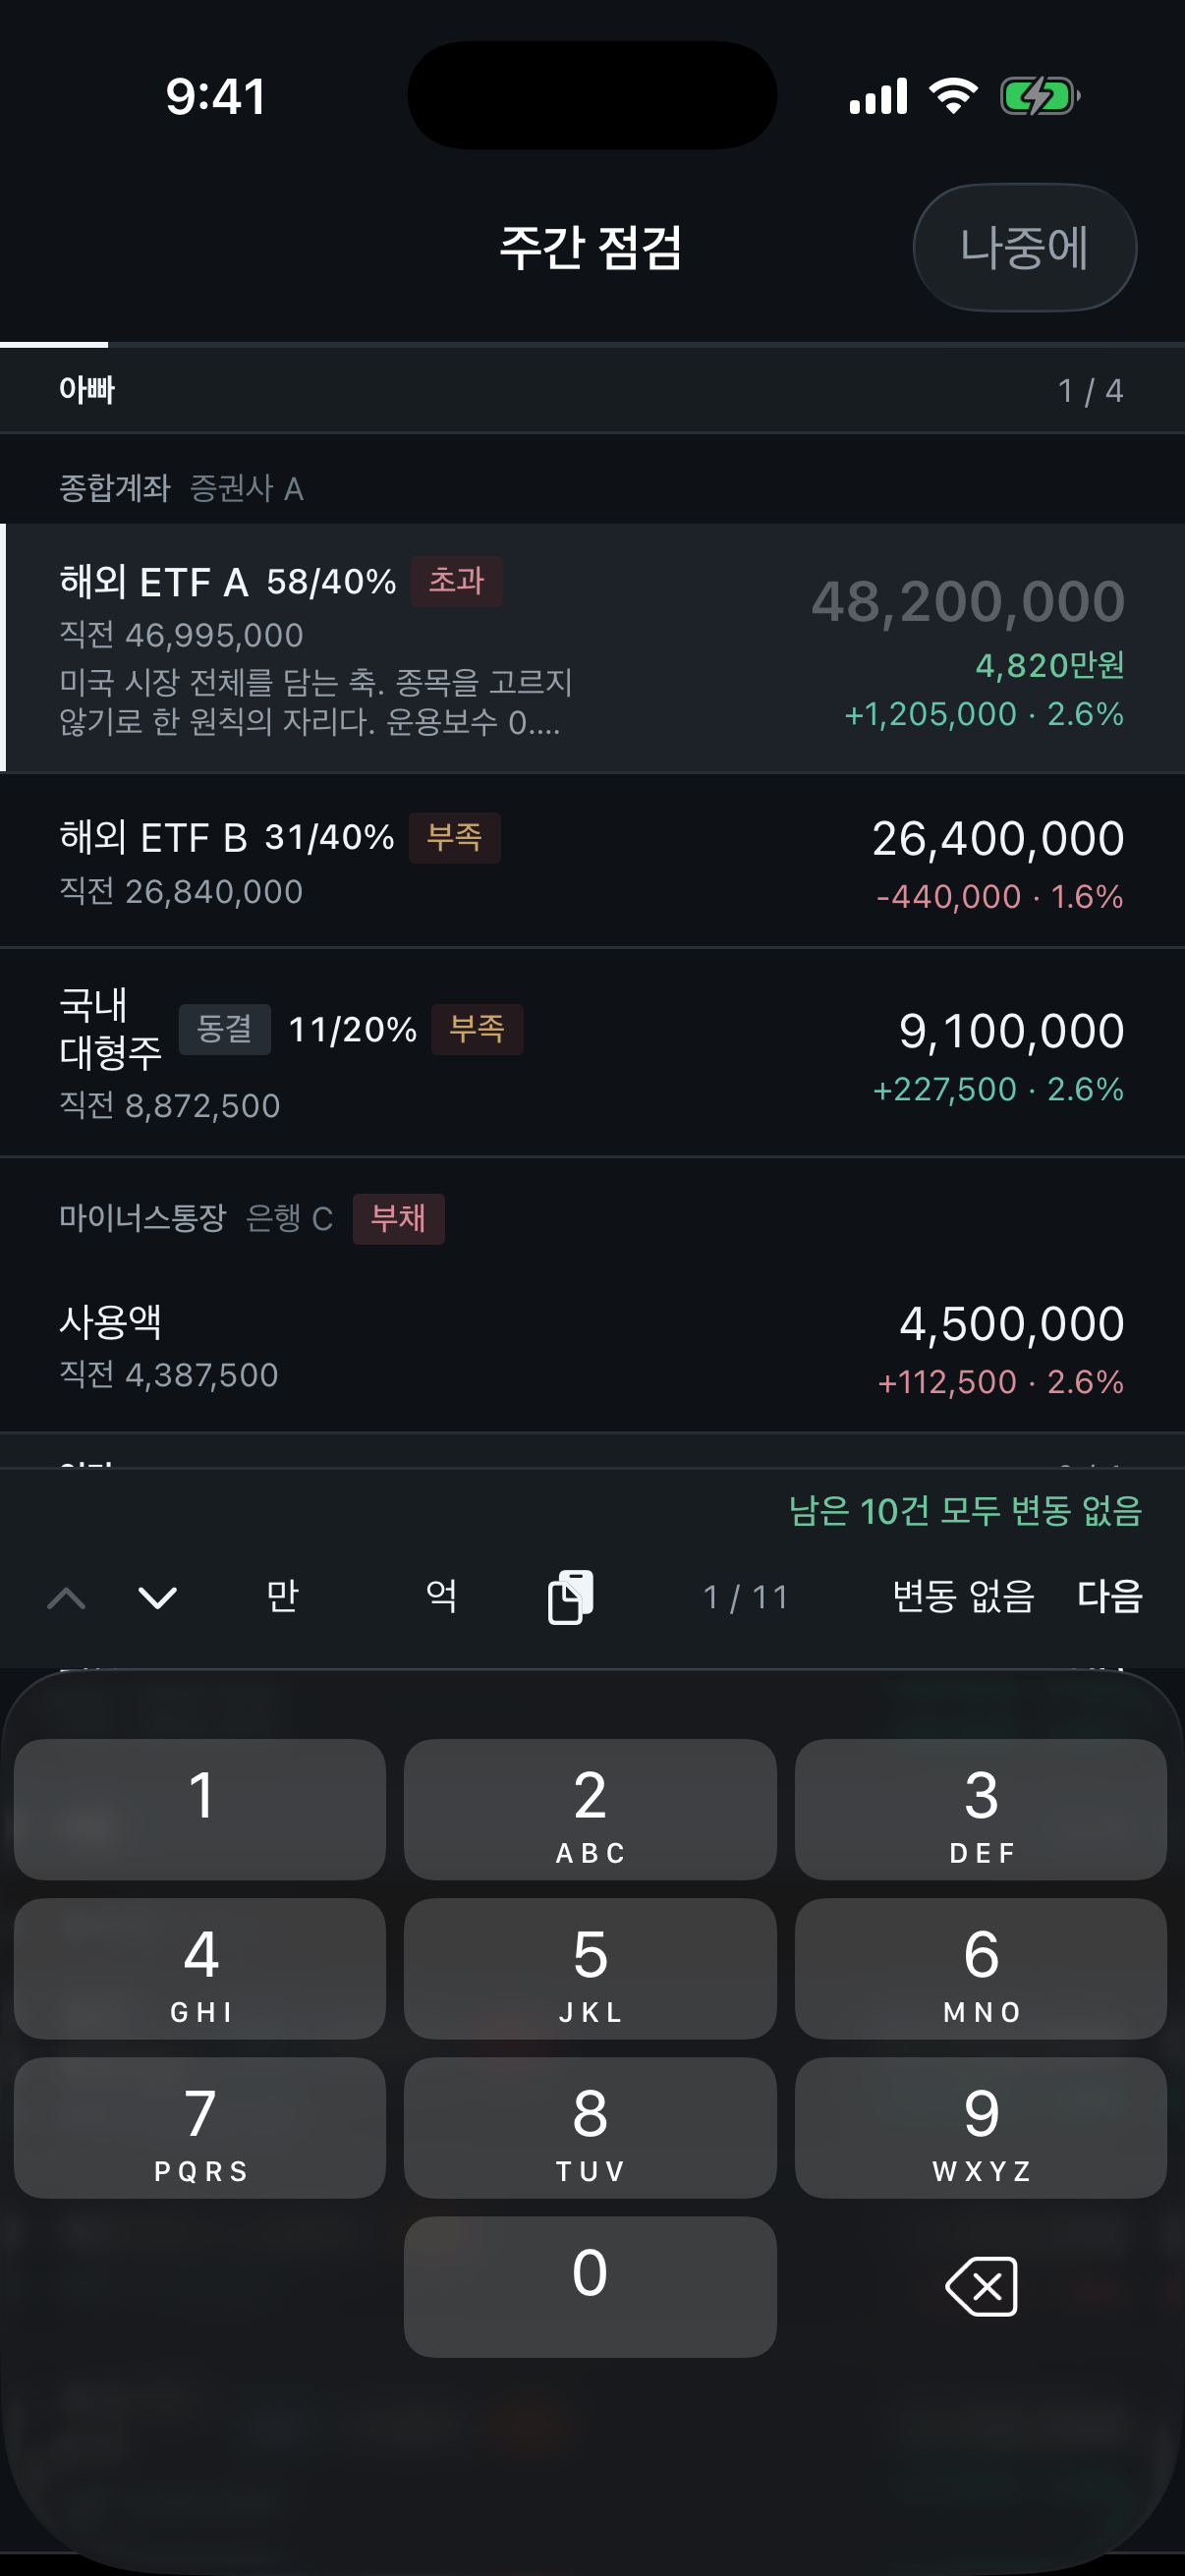 9:41
주간 점검
나중에
아빠 1 / 4
종합계좌 증권사 A
해외 ETF A 58/40% 초과
직전 46,995,000
미국 시장 전체를 담는 축. 종목을 고르지
않기로 한 원칙의 자리다. 운용보수 0....
48,200,000
4,820만원
+1,205,000 · 2.6%
해외 ETF B 31/40% 부족
직전 26,840,000
26,400,000
-440,000 · 1.6%
국내
대형주 동결 11/20% 부족
직전 8,872,500
9,100,000
+227,500 · 2.6%
마이너스통장 은행 C 부채
사용액
직전 4,387,500
4,500,000
+112,500 · 2.6%
남은 10건 모두 변동 없음
만 억 1 / 11 변동 없음 다음
1
2
ABC
3
DEF
4
GHI
5
JKL
6
MNO
7
PQRS
8
TUV
9
WXYZ
0